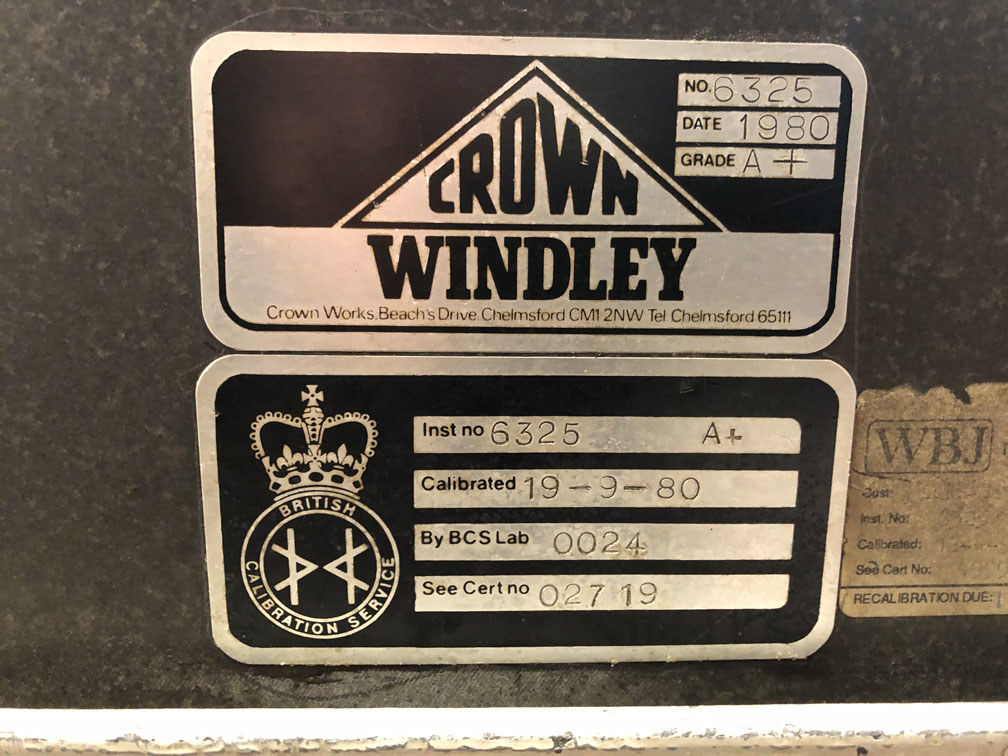 CROWN
WINDLEY
Crown Works, Beach's Drive, Chelmsford CM1 2NW Tel Chelmsford 65111
NO. 6325
DATE 1980
GRADE A+
BRITISH
CALIBRATION SERVICE
Inst no 6325 A+
Calibrated 19-9-80
By BCS Lab 0024
See Cert no 02719
WBJ
Cust:
Inst. No:
Calibrated:
See Cert No:
RECALIBRATION DUE: